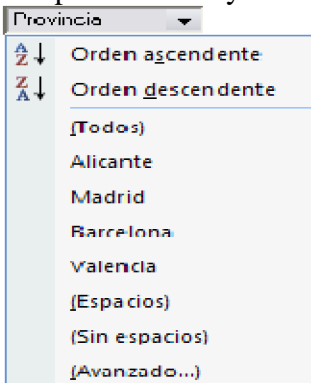 Provincia
Orden ascendente
Orden descendente
(Todos)
Alicante
Madrid
Barcelona
Valencia
(Espacios)
(Sin espacios)
(Avanzado...)